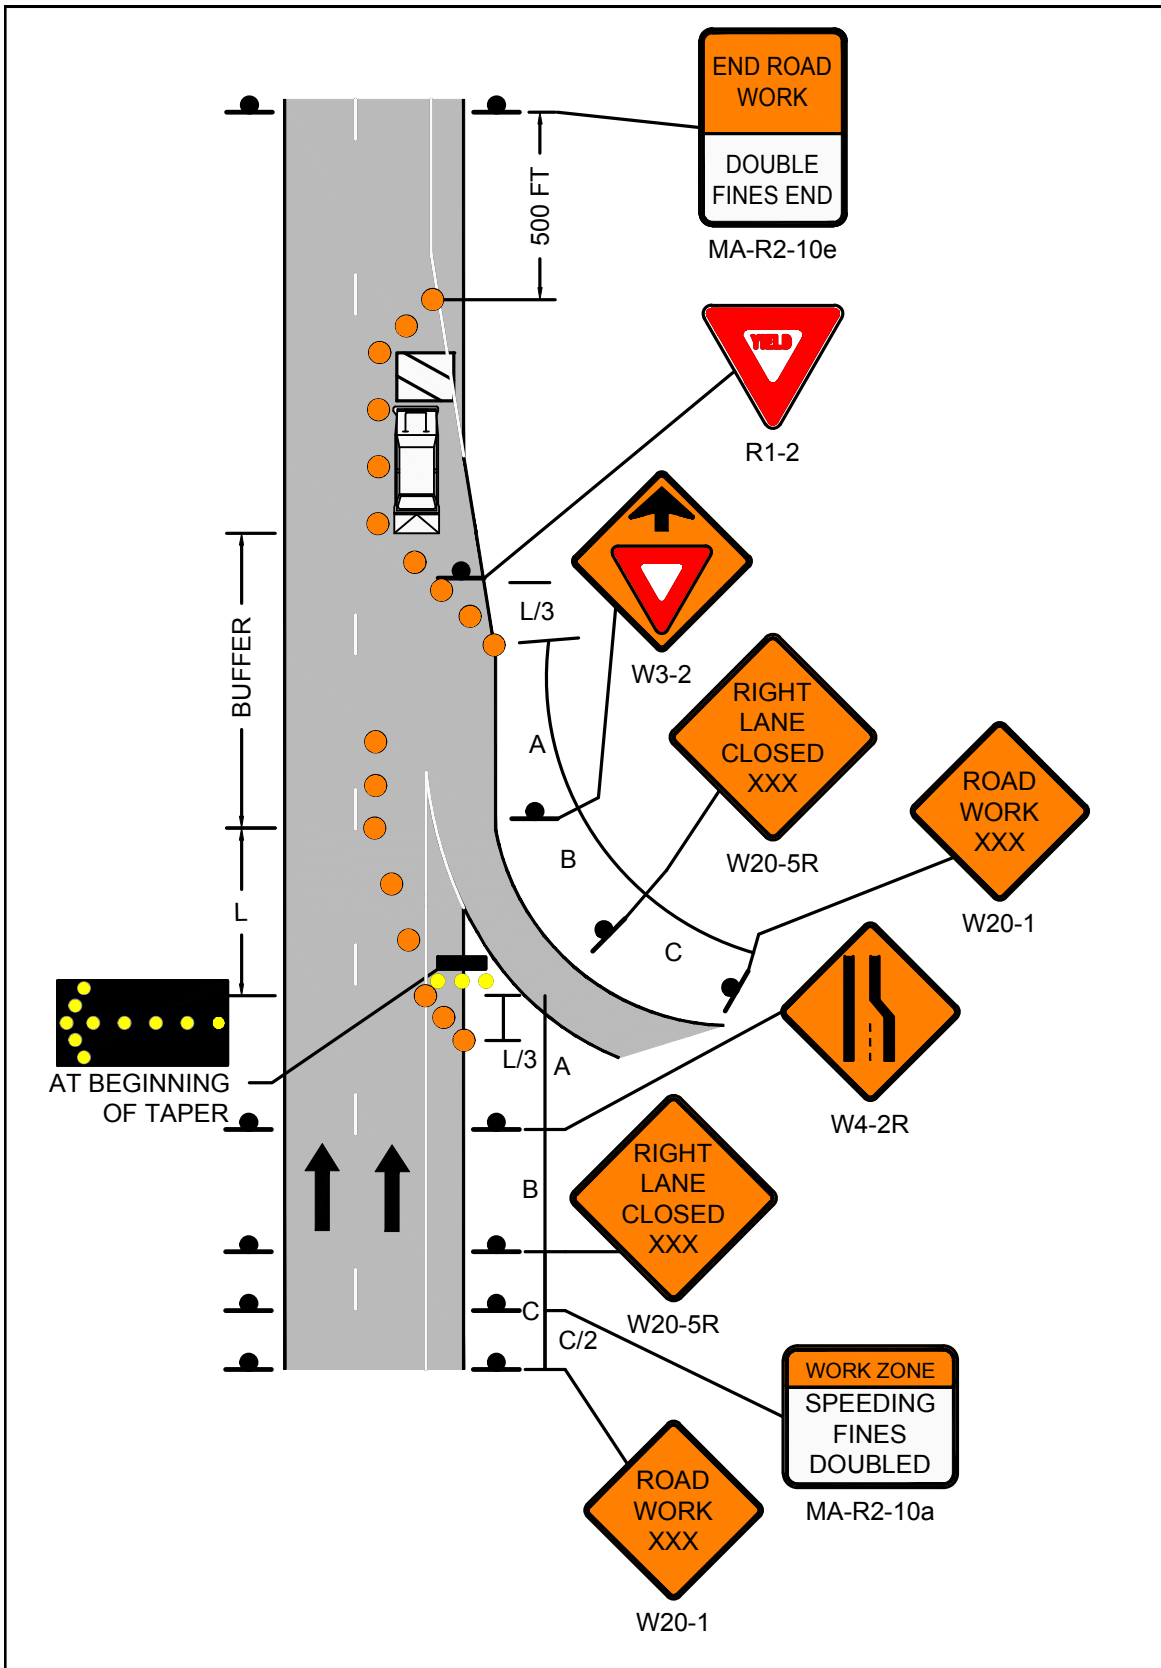 END ROAD
WORK
DOUBLE
FINES END
MA-R2-10e
500 FT
YIELD
R1-2
W3-2
L/3
BUFFER
A
RIGHT
LANE
CLOSED
XXX
W20-5R
B
ROAD
WORK
XXX
W20-1
C
L
AT BEGINNING
OF TAPER
L/3
A
W4-2R
B
RIGHT
LANE
CLOSED
XXX
W20-5R
C
C/2
WORK ZONE
SPEEDING
FINES
DOUBLED
MA-R2-10a
ROAD
WORK
XXX
W20-1